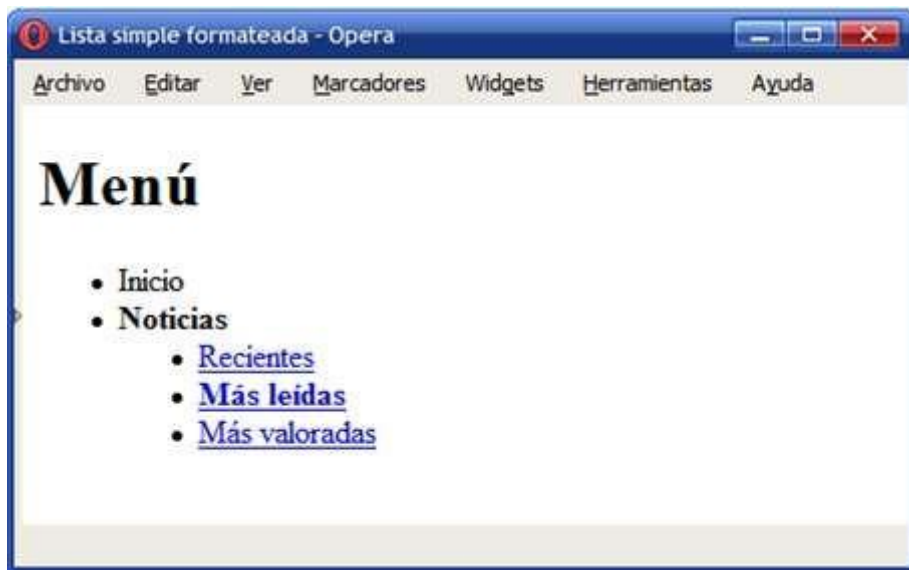 Lista simple formateada - Opera
Archivo Editar Ver Marcadores Widgets Herramientas Ayuda
Menú
Inicio
Noticias
Recientes
Más leídas
Más valoradas